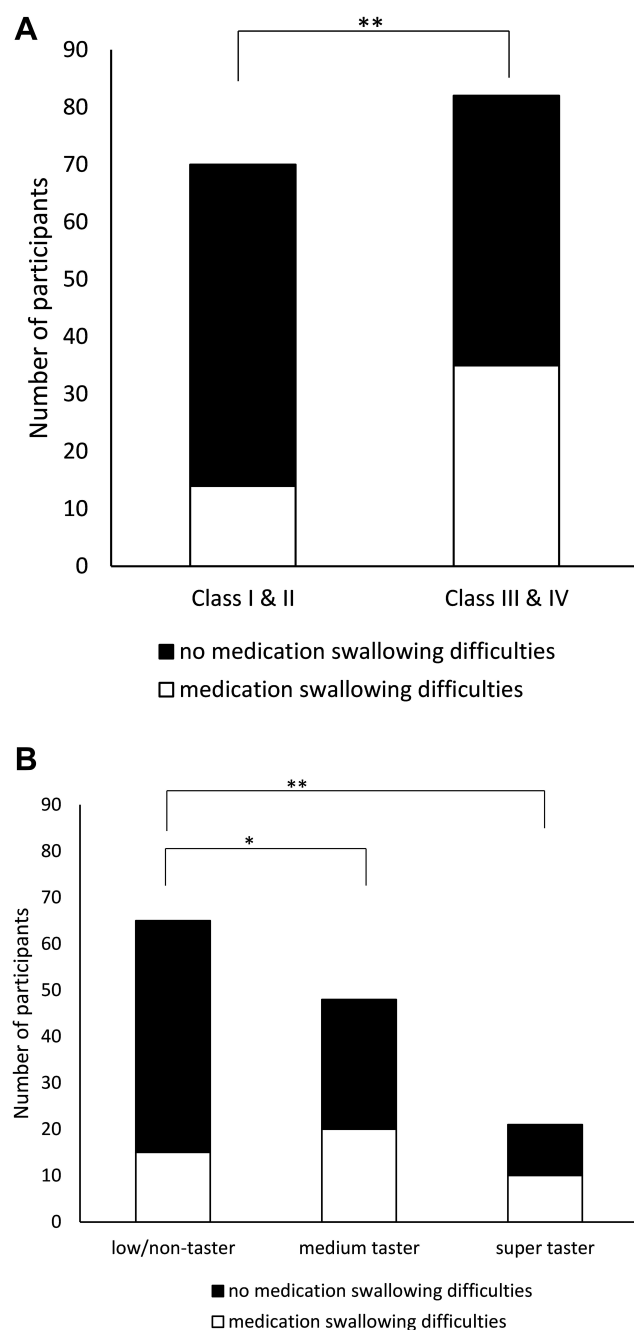 A
**
90
80
70
60
50
40
30
20
10
0
Number of participants
Class I & II
Class III & IV
no medication swallowing difficulties
medication swallowing difficulties
B
**
*
90
80
70
60
50
40
30
20
10
0
Number of participants
low/non-taster
medium taster
super taster
no medication swallowing difficulties
medication swallowing difficulties